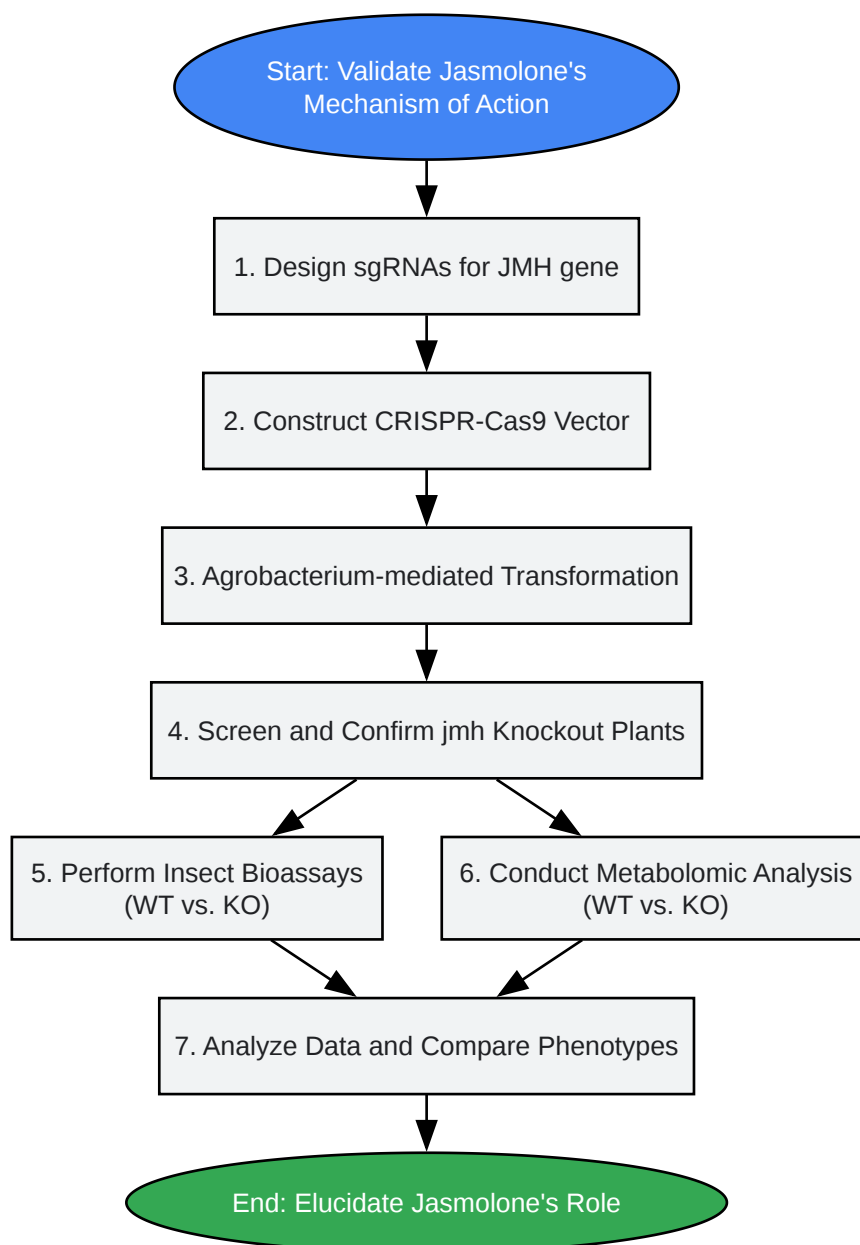 Start: Validate Jasmolone's
Mechanism of Action
1. Design sgRNAs for JMH gene
2. Construct CRISPR-Cas9 Vector
3. Agrobacterium-mediated Transformation
4. Screen and Confirm jmh Knockout Plants
5. Perform Insect Bioassays
(WT vs. KO)
6. Conduct Metabolomic Analysis
(WT vs. KO)
7. Analyze Data and Compare Phenotypes
End: Elucidate Jasmolone's Role